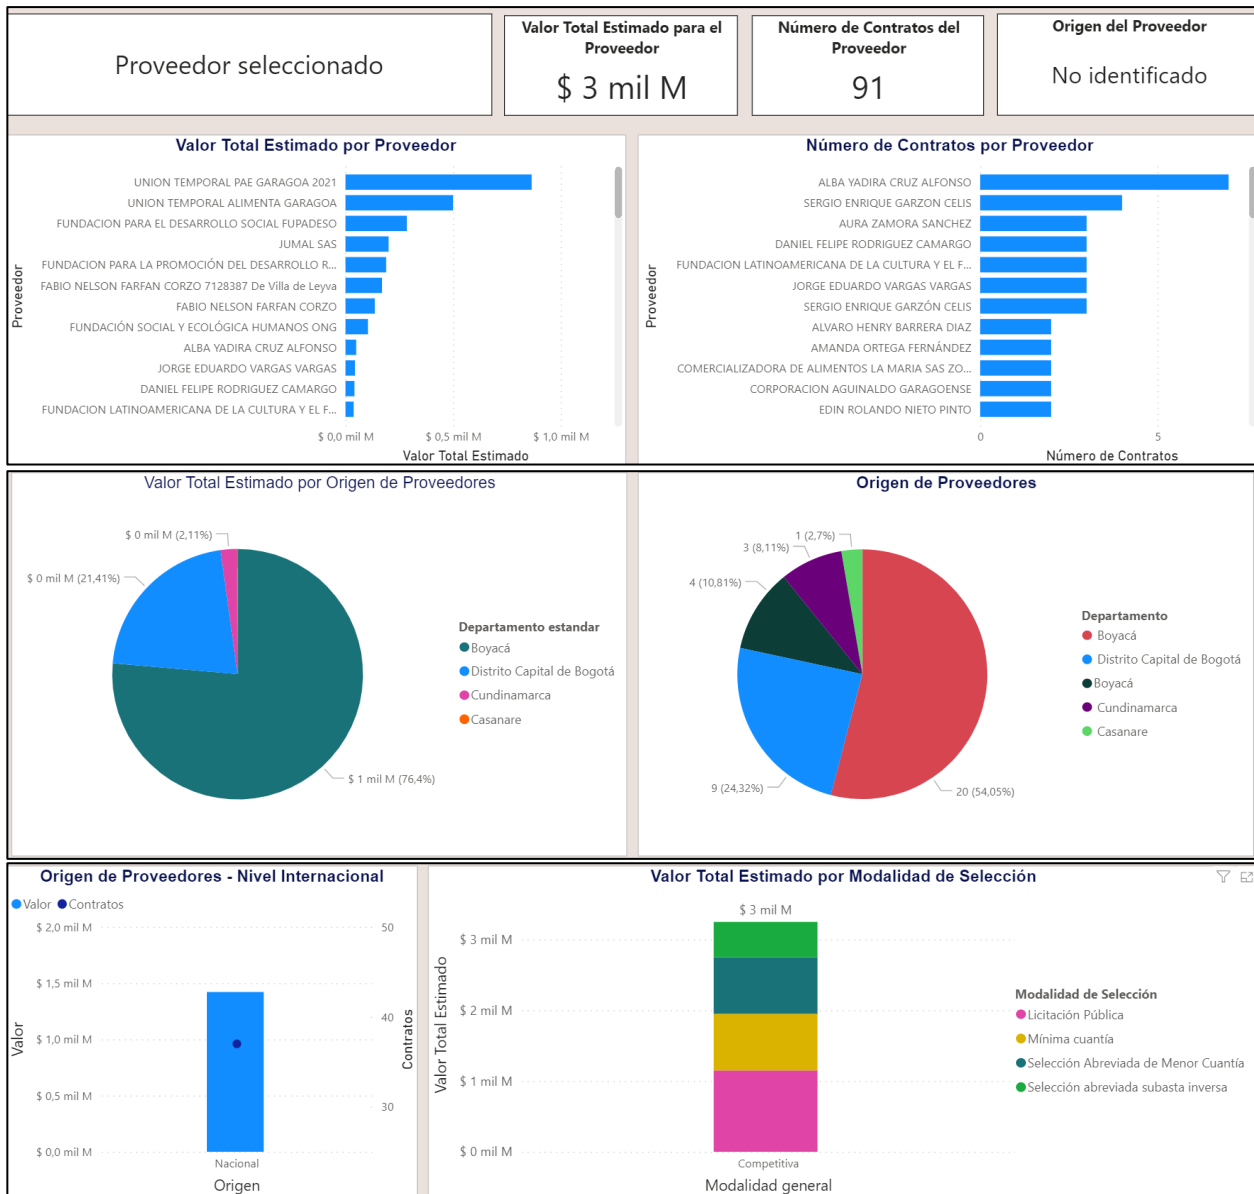 Proveedor seleccionado
Valor Total Estimado para el
Proveedor
$ 3 mil M
Número de Contratos del
Proveedor
91
Origen del Proveedor
No identificado
Valor Total Estimado por Proveedor
Proveedor
UNION TEMPORAL PAE GARAGOA 2021
UNION TEMPORAL ALIMENTA GARAGOA
FUNDACION PARA EL DESARROLLO SOCIAL FUPADESO
JUMAL SAS
FUNDACION PARA LA PROMOCIÓN DEL DESARROLLO R...
FABIO NELSON FARFAN CORZO 7128387 De Villa de Leyva
FABIO NELSON FARFAN CORZO
FUNDACIÓN SOCIAL Y ECOLÓGICA HUMANOS ONG
ALBA YADIRA CRUZ ALFONSO
JORGE EDUARDO VARGAS VARGAS
DANIEL FELIPE RODRIGUEZ CAMARGO
FUNDACION LATINOAMERICANA DE LA CULTURA Y EL F...
$ 0,0 mil M $ 0,5 mil M $ 1,0 mil M
Valor Total Estimado
Número de Contratos por Proveedor
Proveedor
ALBA YADIRA CRUZ ALFONSO
SERGIO ENRIQUE GARZON CELIS
AURA ZAMORA SANCHEZ
DANIEL FELIPE RODRIGUEZ CAMARGO
FUNDACION LATINOAMERICANA DE LA CULTURA Y EL F...
JORGE EDUARDO VARGAS VARGAS
SERGIO ENRIQUE GARZÓN CELIS
ALVARO HENRY BARRERA DIAZ
AMANDA ORTEGA FERNÁNDEZ
COMERCIALIZADORA DE ALIMENTOS LA MARIA SAS ZO...
CORPORACION AGUINALDO GARAGOENSE
EDIN ROLANDO NIETO PINTO
0 5
Número de Contratos
Valor Total Estimado por Origen de Proveedores
$ 0 mil M (2,11%)
$ 0 mil M (21,41%)
$ 1 mil M (76,4%)
Departamento estandar
Boyacá
Distrito Capital de Bogotá
Cundinamarca
Casanare
Origen de Proveedores
1 (2,7%)
3 (8,11%)
4 (10,81%)
9 (24,32%)
20 (54,05%)
Departamento
Boyacá
Distrito Capital de Bogotá
Boyacá
Cundinamarca
Casanare
Origen de Proveedores - Nivel Internacional
Valor Contratos
Valor
$ 2,0 mil M
$ 1,5 mil M
$ 1,0 mil M
$ 0,5 mil M
$ 0,0 mil M
50
40
30
Contratos
Nacional
Origen
Valor Total Estimado por Modalidad de Selección
Valor Total Estimado
$ 3 mil M
$ 3 mil M
$ 2 mil M
$ 1 mil M
$ 0 mil M
Competitiva
Modalidad general
Modalidad de Selección
Licitación Pública
Mínima cuantía
Selección Abreviada de Menor Cuantía
Selección abreviada subasta inversa